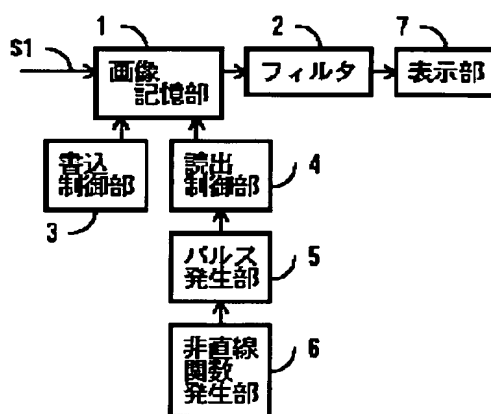 1
2
7
S1
画像
記憶部
フィルタ
表示部
書込
制御部
読出
制御部
3
4
パルス
発生部
5
非直線
関数
発生部
6